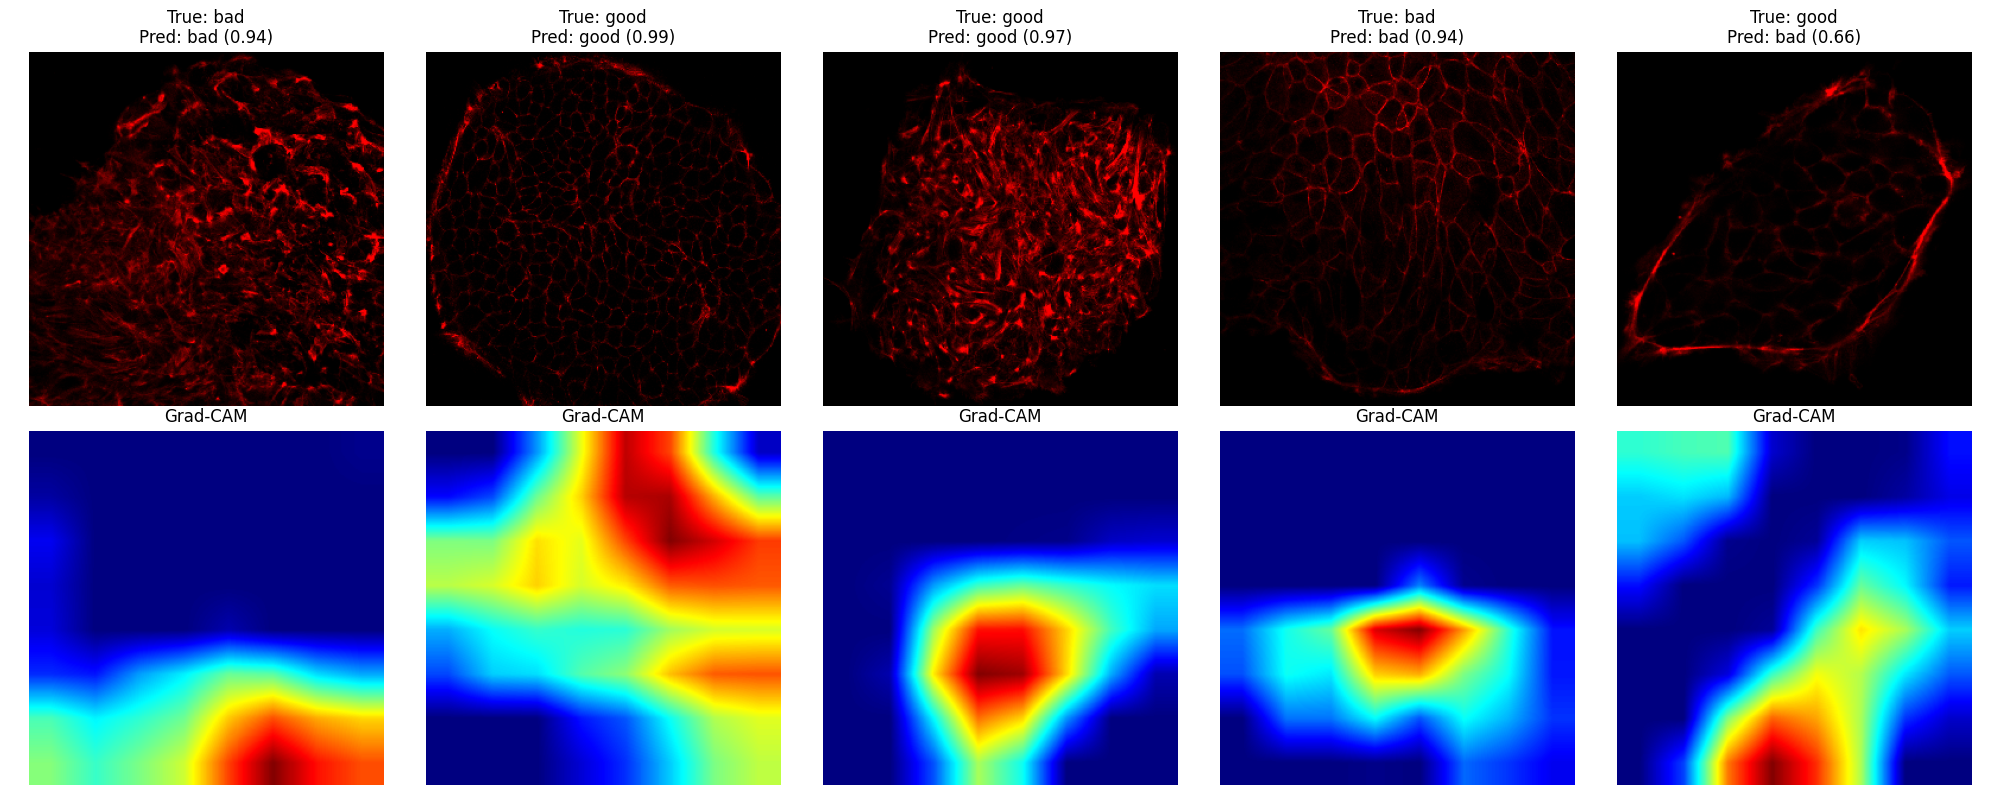 True: bad
Pred: bad (0.94)
True: good
Pred: good (0.99)
True: good
Pred: good (0.97)
True: bad
Pred: bad (0.94)
True: good
Pred: bad (0.66)
Grad-CAM
Grad-CAM
Grad-CAM
Grad-CAM
Grad-CAM